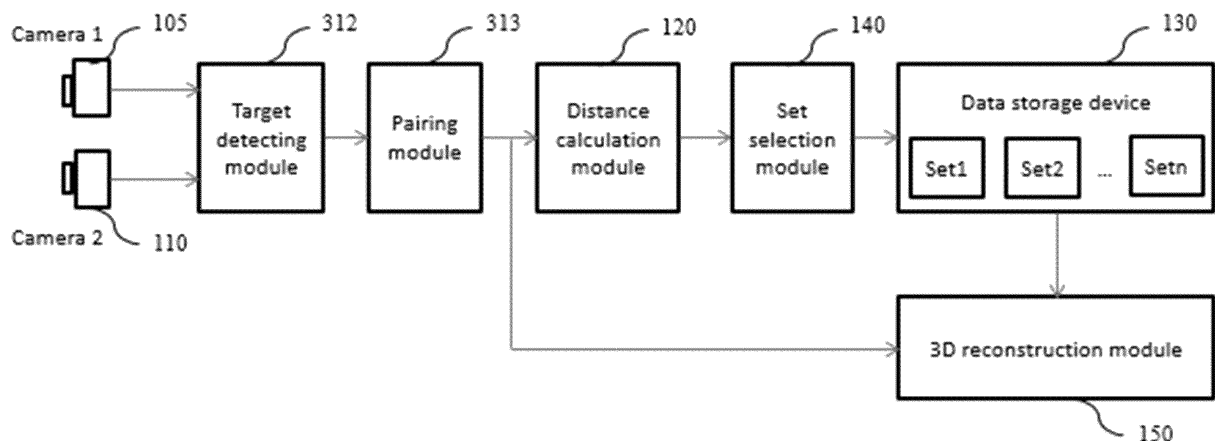 Camera 1
105
312
313
120
140
130
Target
detecting
module
Pairing
module
Distance
calculation
module
Set
selection
module
Data storage device
Set1
Set2
...
Setn
Camera 2
110
3D reconstruction module
150